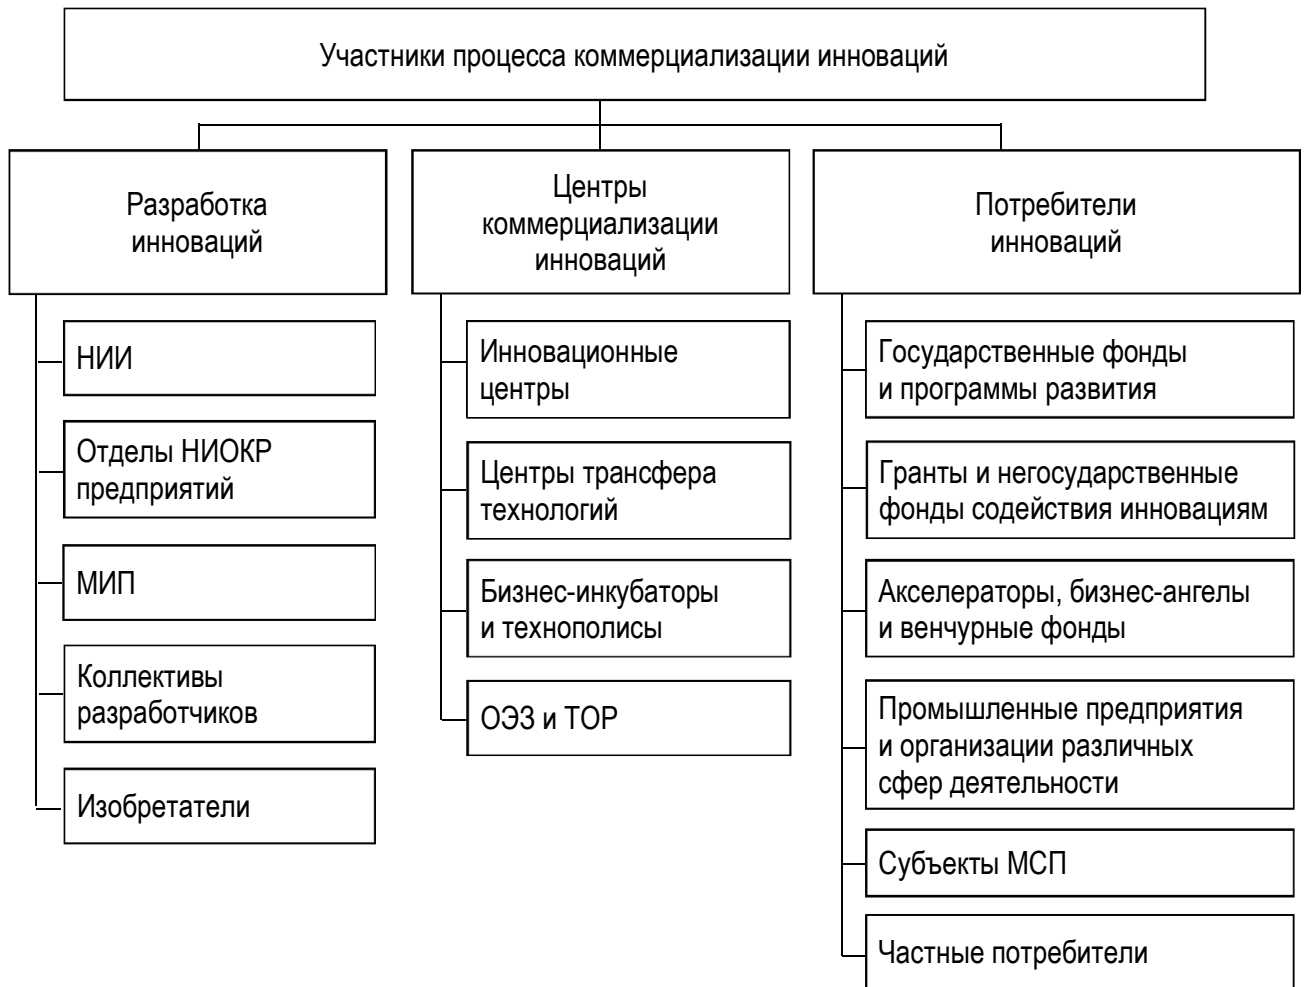 Участники процесса коммерциализации инноваций
Разработка
инноваций
НИИ
Отделы НИОКР
предприятий
МИП
Коллективы
разработчиков
Изобретатели
Центры
коммерциализации
инноваций
Инновационные
центры
Центры трансфера
технологий
Бизнес-инкубаторы
и технополисы
ОЭЗ и ТОР
Потребители
инноваций
Государственные фонды
и программы развития
Гранты и негосударственные
фонды содействия инновациям
Акселераторы, бизнес-ангелы
и венчурные фонды
Промышленные предприятия
и организации различных
сфер деятельности
Субъекты МСП
Частные потребители